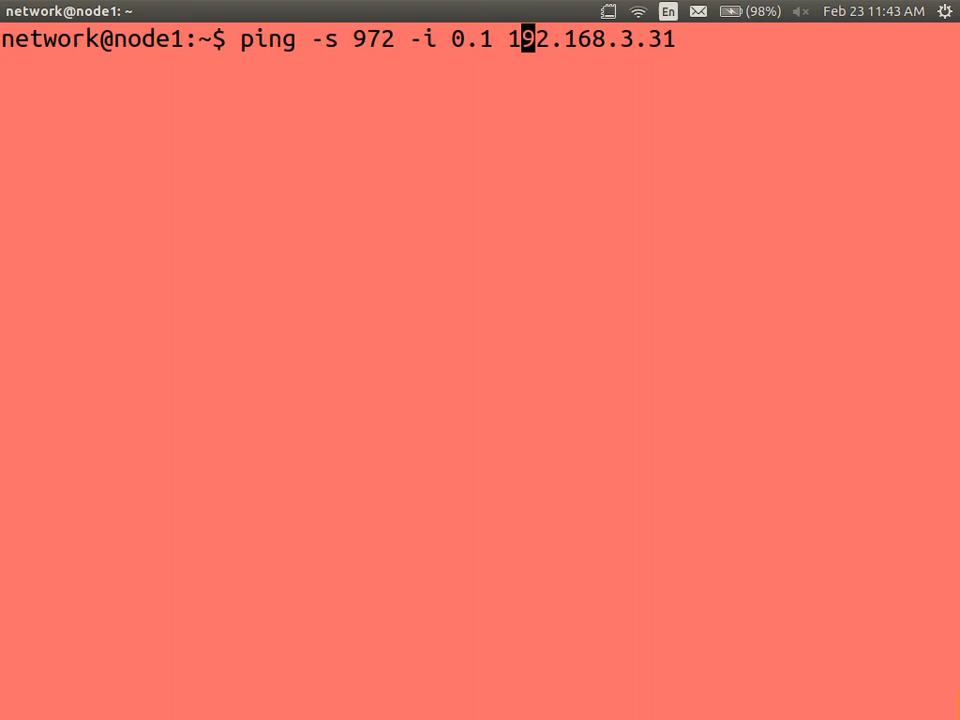 network@node1: ~ En (98%) Feb 23 11:43 AM
network@node1:~$ ping -s 972 -i 0.1 192.168.3.31